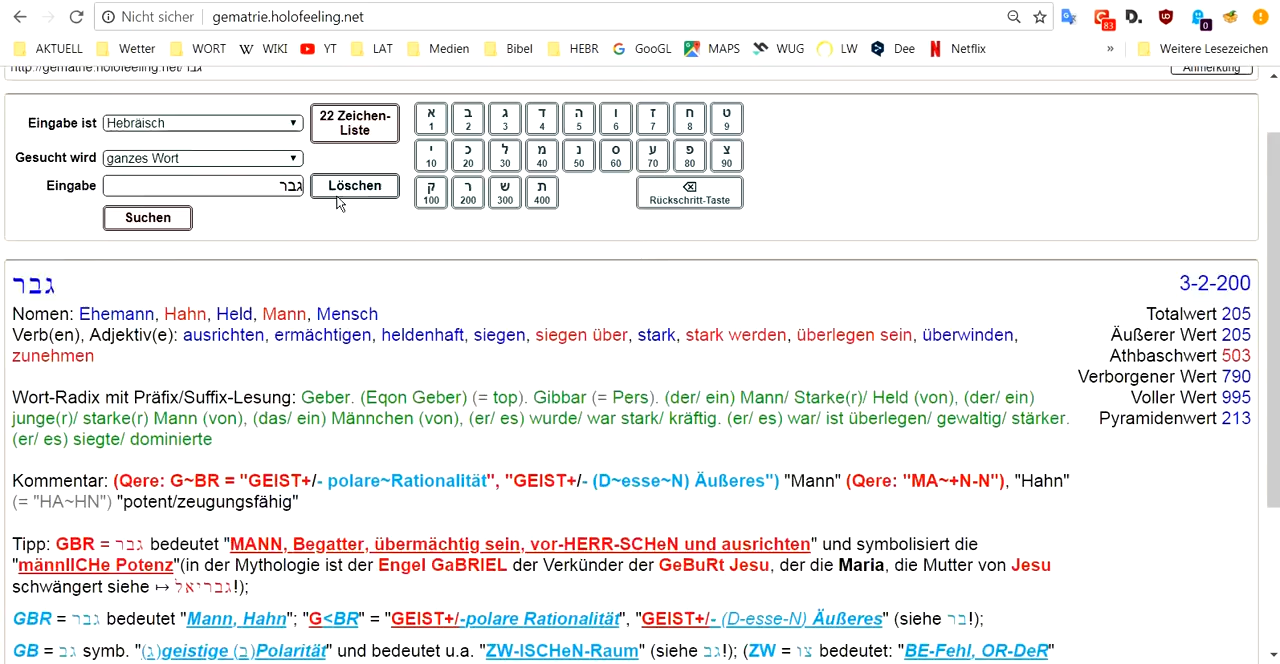 Nicht sicher gematrie.holofeeling.net
83 D. UD 0
AKTUELL Wetter WORT W WIKI YT LAT Medien Bibel HEBR G GooGL MAPS WUG LW Dee N Netflix » Weitere Lesezeichen
http://gematrie.holofeeling.net/גבר Anmerkung
Eingabe ist Hebräisch
22 Zeichen-
Liste
א ב ג ד ה ו ז ח ט
1 2 3 4 5 6 7 8 9
Gesucht wird ganzes Wort
י כ ל מ נ ס ע פ צ
10 20 30 40 50 60 70 80 90
Eingabe גבר Löschen
ק ר ש ת
100 200 300 400 Rückschritt-Taste
Suchen
גבר 3-2-200
Nomen: Ehemann, Hahn, Held, Mann, Mensch Totalwert 205
Verb(en), Adjektiv(e): ausrichten, ermächtigen, heldenhaft, siegen, siegen über, stark, stark werden, überlegen sein, überwinden, Äußerer Wert 205
zunehmen Athbaschwert 503
Verborgener Wert 790
Wort-Radix mit Präfix/Suffix-Lesung: Geber. (Eqon Geber) (= top). Gibbar (= Pers). (der/ ein) Mann/ Starke(r)/ Held (von), (der/ ein) Voller Wert 995
junge(r)/ starke(r) Mann (von), (das/ ein) Männchen (von), (er/ es) wurde/ war stark/ kräftig. (er/ es) war/ ist überlegen/ gewaltig/ stärker. Pyramidenwert 213
(er/ es) siegte/ dominierte
Kommentar: (Qere: G~BR = "GEIST+/- polare~Rationalität", "GEIST+/- (D~esse~N) Äußeres") "Mann" (Qere: "MA~+N-N"), "Hahn"
(= "HA~HN") "potent/zeugungsfähig"
Tipp: GBR = גבר bedeutet "MANN, Begatter, übermächtig sein, vor-HERR-SCHeN und ausrichten" und symbolisiert die
"männlICHe Potenz"(in der Mythologie ist der Engel GaBRIEL der Verkünder der GeBuRt Jesu, der die Maria, die Mutter von Jesu
schwängert siehe ↦ גבריאל!);
GBR = גבר bedeutet "Mann, Hahn"; "G<BR" = "GEIST+/-polare Rationalität", "GEIST+/- (D-esse-N) Äußeres" (siehe בר!);
GB = גב symb. "(ג)geistige (ב)Polarität" und bedeutet u.a. "ZW-ISCHeN-Raum" (siehe גב!); (ZW = צו bedeutet: "BE-Fehl, OR-DeR"